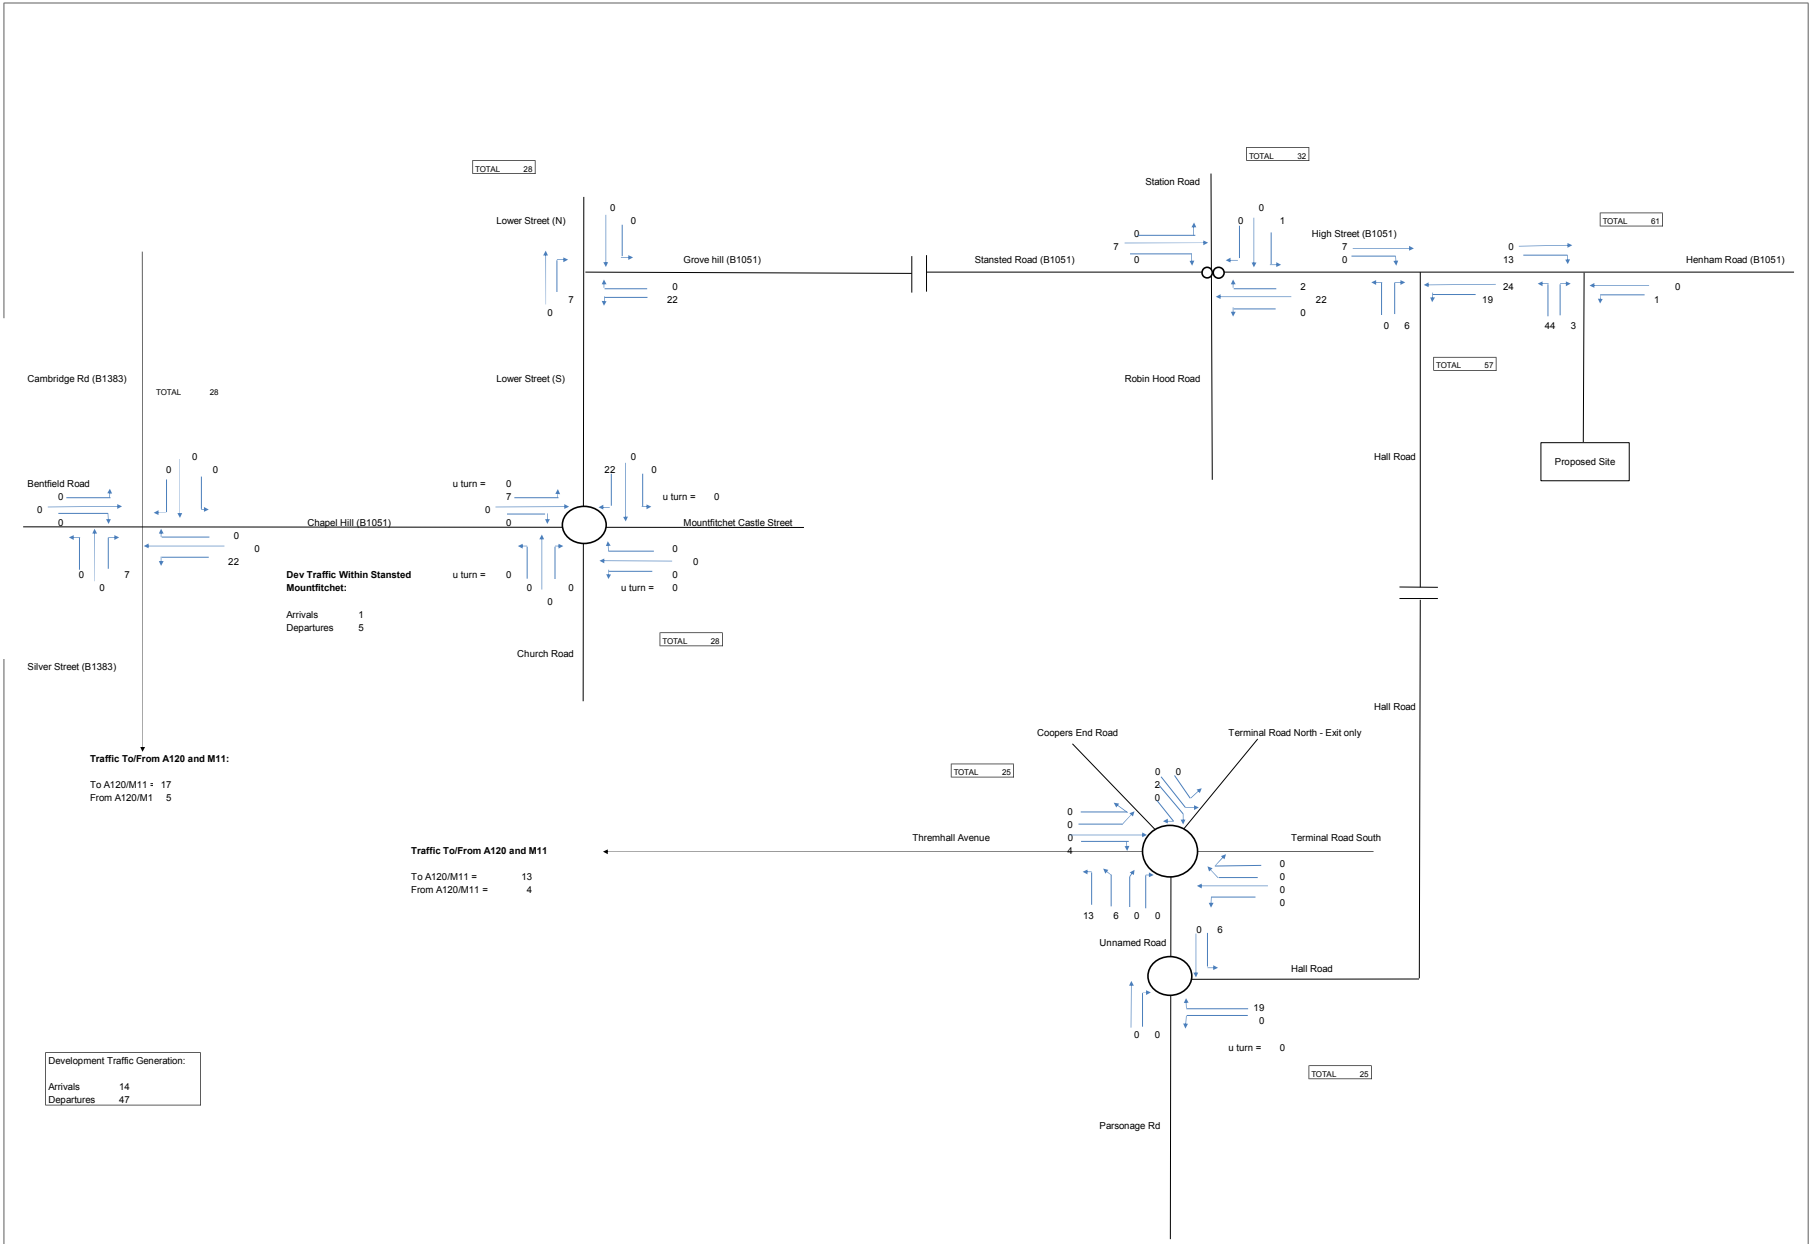 TOTAL 32
TOTAL 28
Station Road
0
0
0 0 1
Lower Street (N)
0
TOTAL 61
0
High Street (B1051)
7
7
0
0
0
13
Grove hill (B1051)
Stansted Road (B1051)
Henham Road (B1051)
0
22
7
0
2
22
0
24
19
0
1
0 6
44 3
TOTAL 57
Cambridge Rd (B1383)
Lower Street (S)
Robin Hood Road
TOTAL 28
Hall Road
Proposed Site
0
0 0
0
22 0
Bentfield Road
0
0
0
u turn = 0
7
0
0
u turn = 0
Chapel Hill (B1051)
Mountfitchet Castle Street
0
0
22
0
0
0
0 7
0
Dev Traffic Within Stansted
Mountfitchet:
u turn = 0
0 0
0
u turn = 0
Arrivals 1
Departures 5
TOTAL 28
Church Road
Silver Street (B1383)
Hall Road
Coopers End Road
Terminal Road North - Exit only
Traffic To/From A120 and M11:
To A120/M11 = 17
From A120/M1 5
TOTAL 25
0 0
2
0
0
0
0
4
Thremhall Avenue
Terminal Road South
Traffic To/From A120 and M11
To A120/M11 = 13
From A120/M11 = 4
0
0
0
0
13 6 0 0
0 6
Unnamed Road
Hall Road
19
0
0 0
u turn = 0
TOTAL 25
Development Traffic Generation:
Arrivals 14
Departures 47
Parsonage Rd